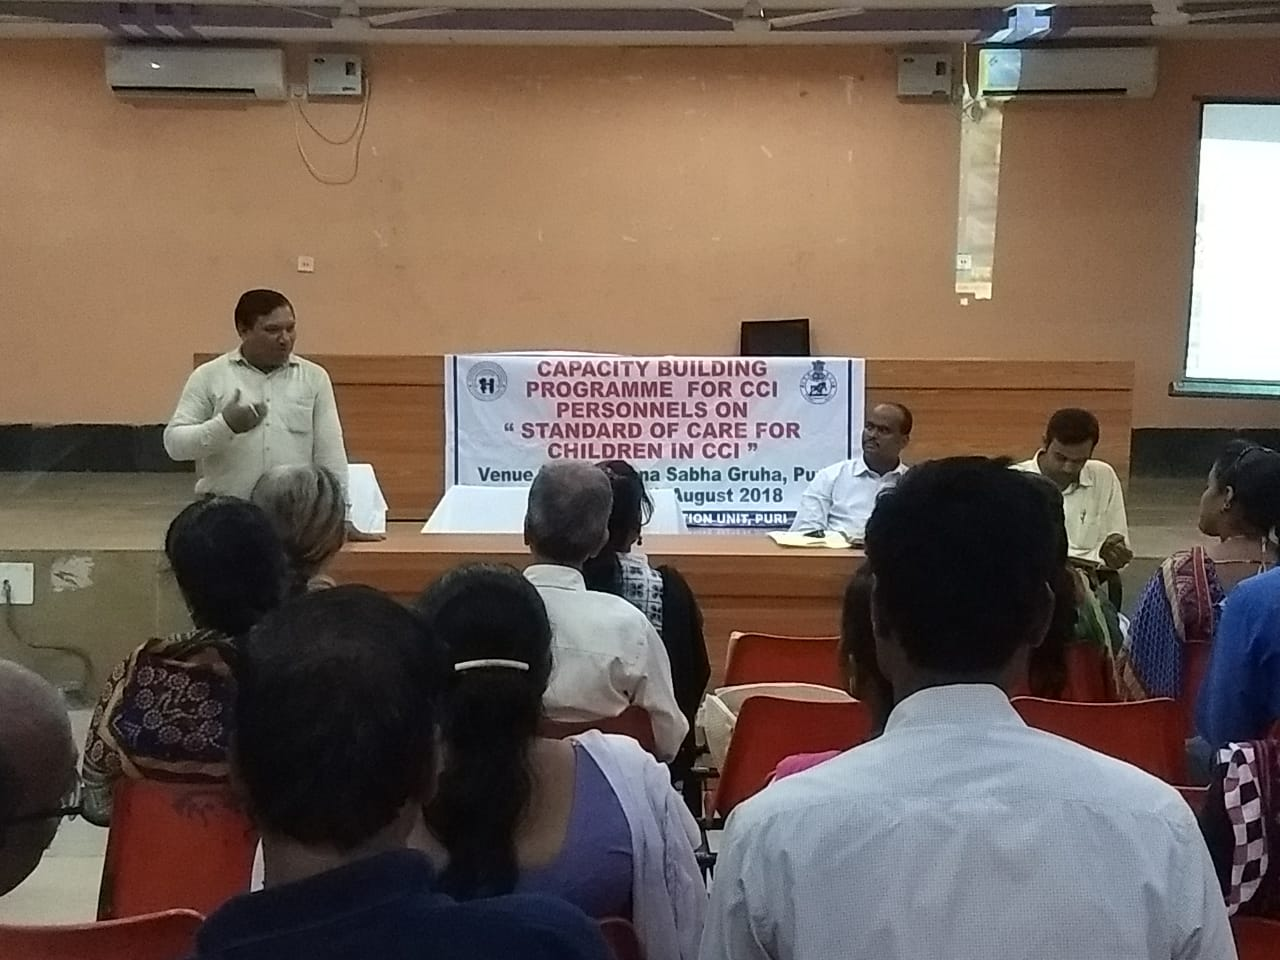 CAPACITY BUILDING
PROGRAMME FOR CCI
PERSONNELS ON
“ STANDARD OF CARE FOR
CHILDREN IN CCI ”
Venue Sabha Gruha,
August 2018
UNIT, PURI